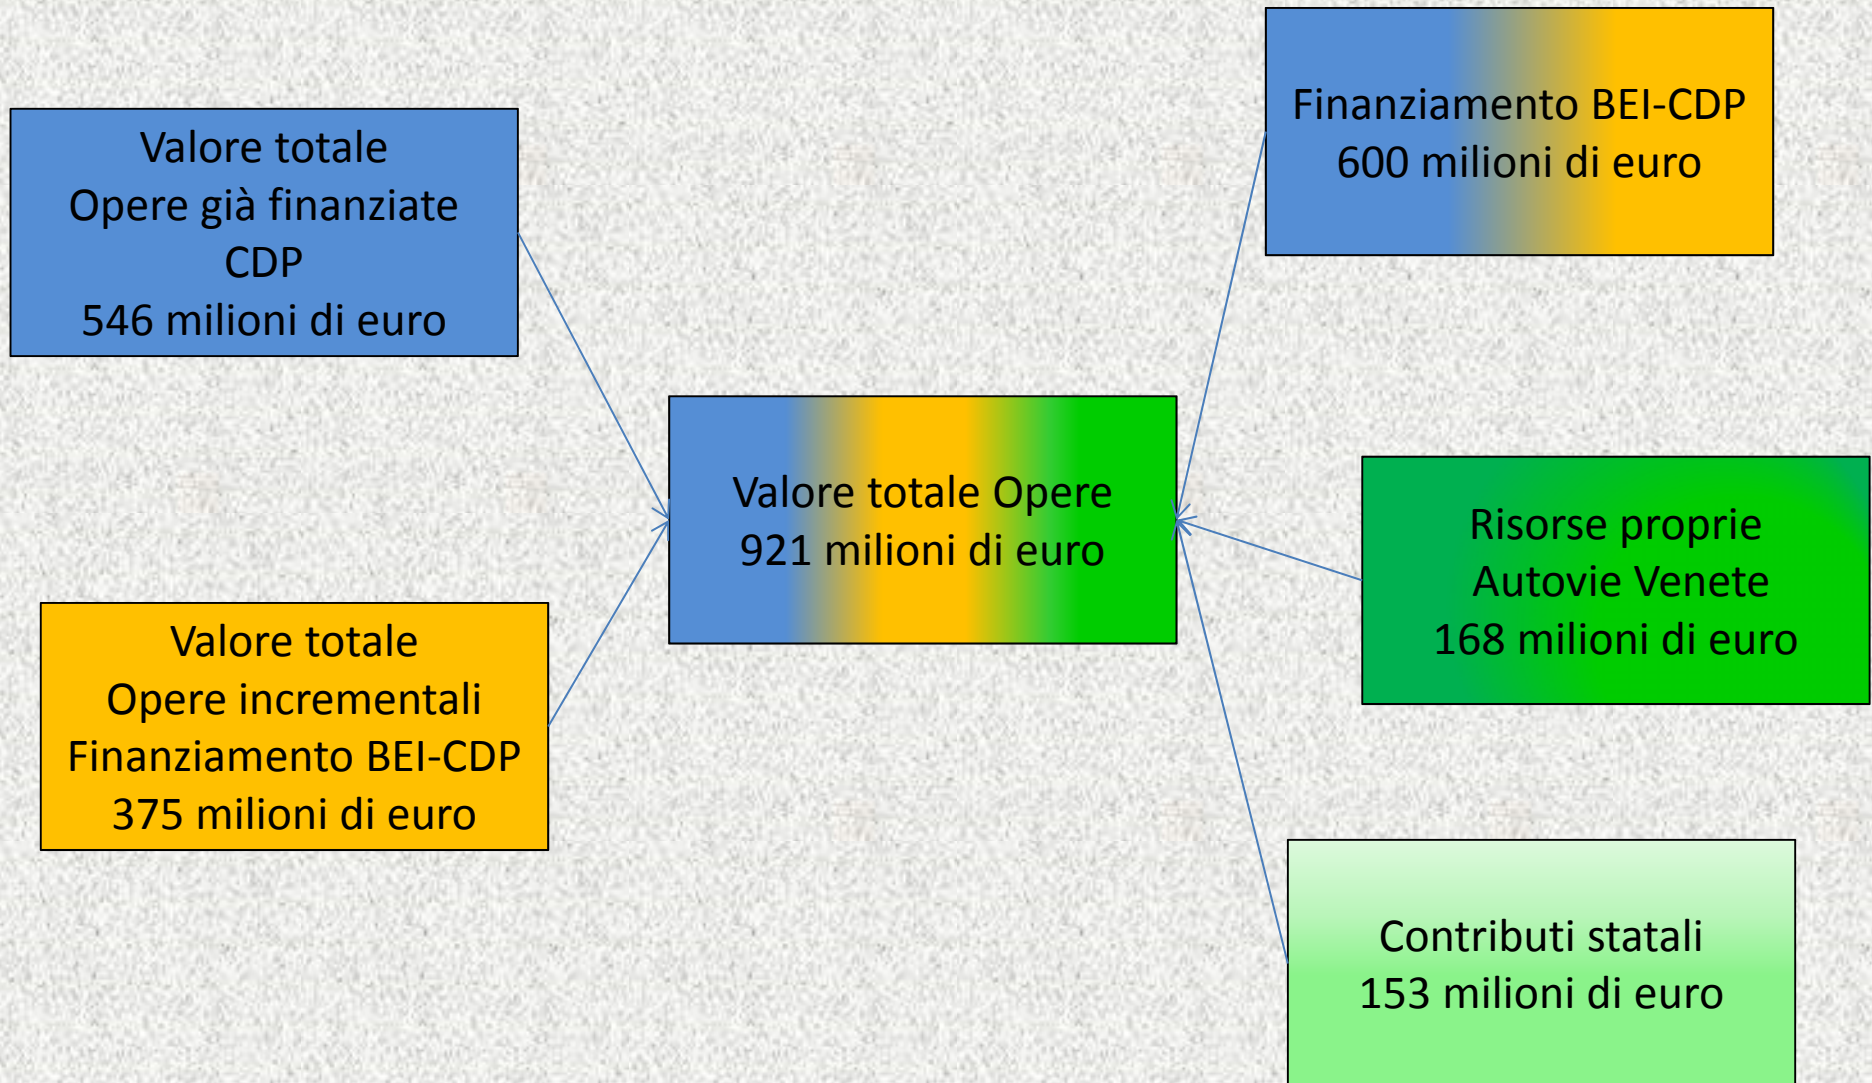 Valore totale
Opere già finanziate
CDP
546 milioni di euro
Valore totale
Opere incrementali
Finanziamento BEI-CDP
375 milioni di euro
Valore totale Opere
921 milioni di euro
Finanziamento BEI-CDP
600 milioni di euro
Risorse proprie
Autovie Venete
168 milioni di euro
Contributi statali
153 milioni di euro